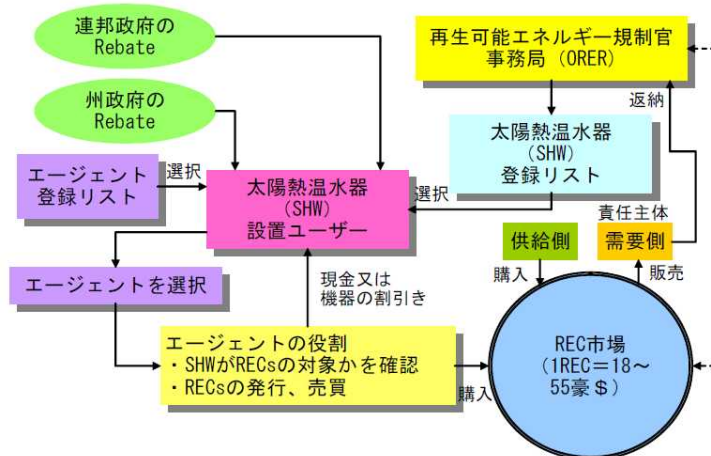 連邦政府の
Rebate
再生可能エネルギー規制官
事務局（ORER）
州政府の
Rebate
返納
太陽熱温水器
（SHW）
登録リスト
エージェント
登録リスト
選択
太陽熱温水器
（SHW）
設置ユーザー
選択
責任主体
供給側
需要側
購入
販売
エージェントを選択
現金又は
機器の割引き
エージェントの役割
・SHWがRECsの対象かを確認
・RECsの発行、売買
購入
REC市場
（1REC＝18～
55豪＄）